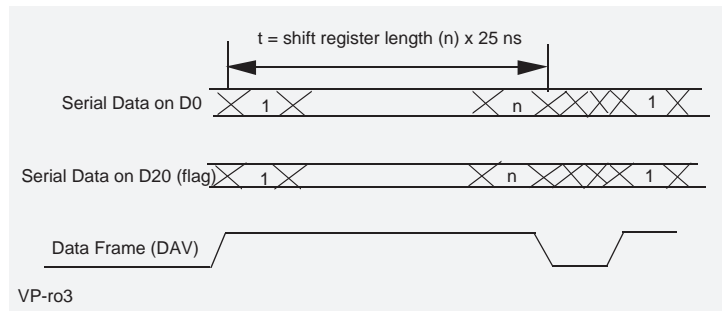 t = shift register length (n) x 25 ns
Serial Data on D0 1 n 1
Serial Data on D20 (flag) 1 n 1
Data Frame (DAV)
VP-ro3